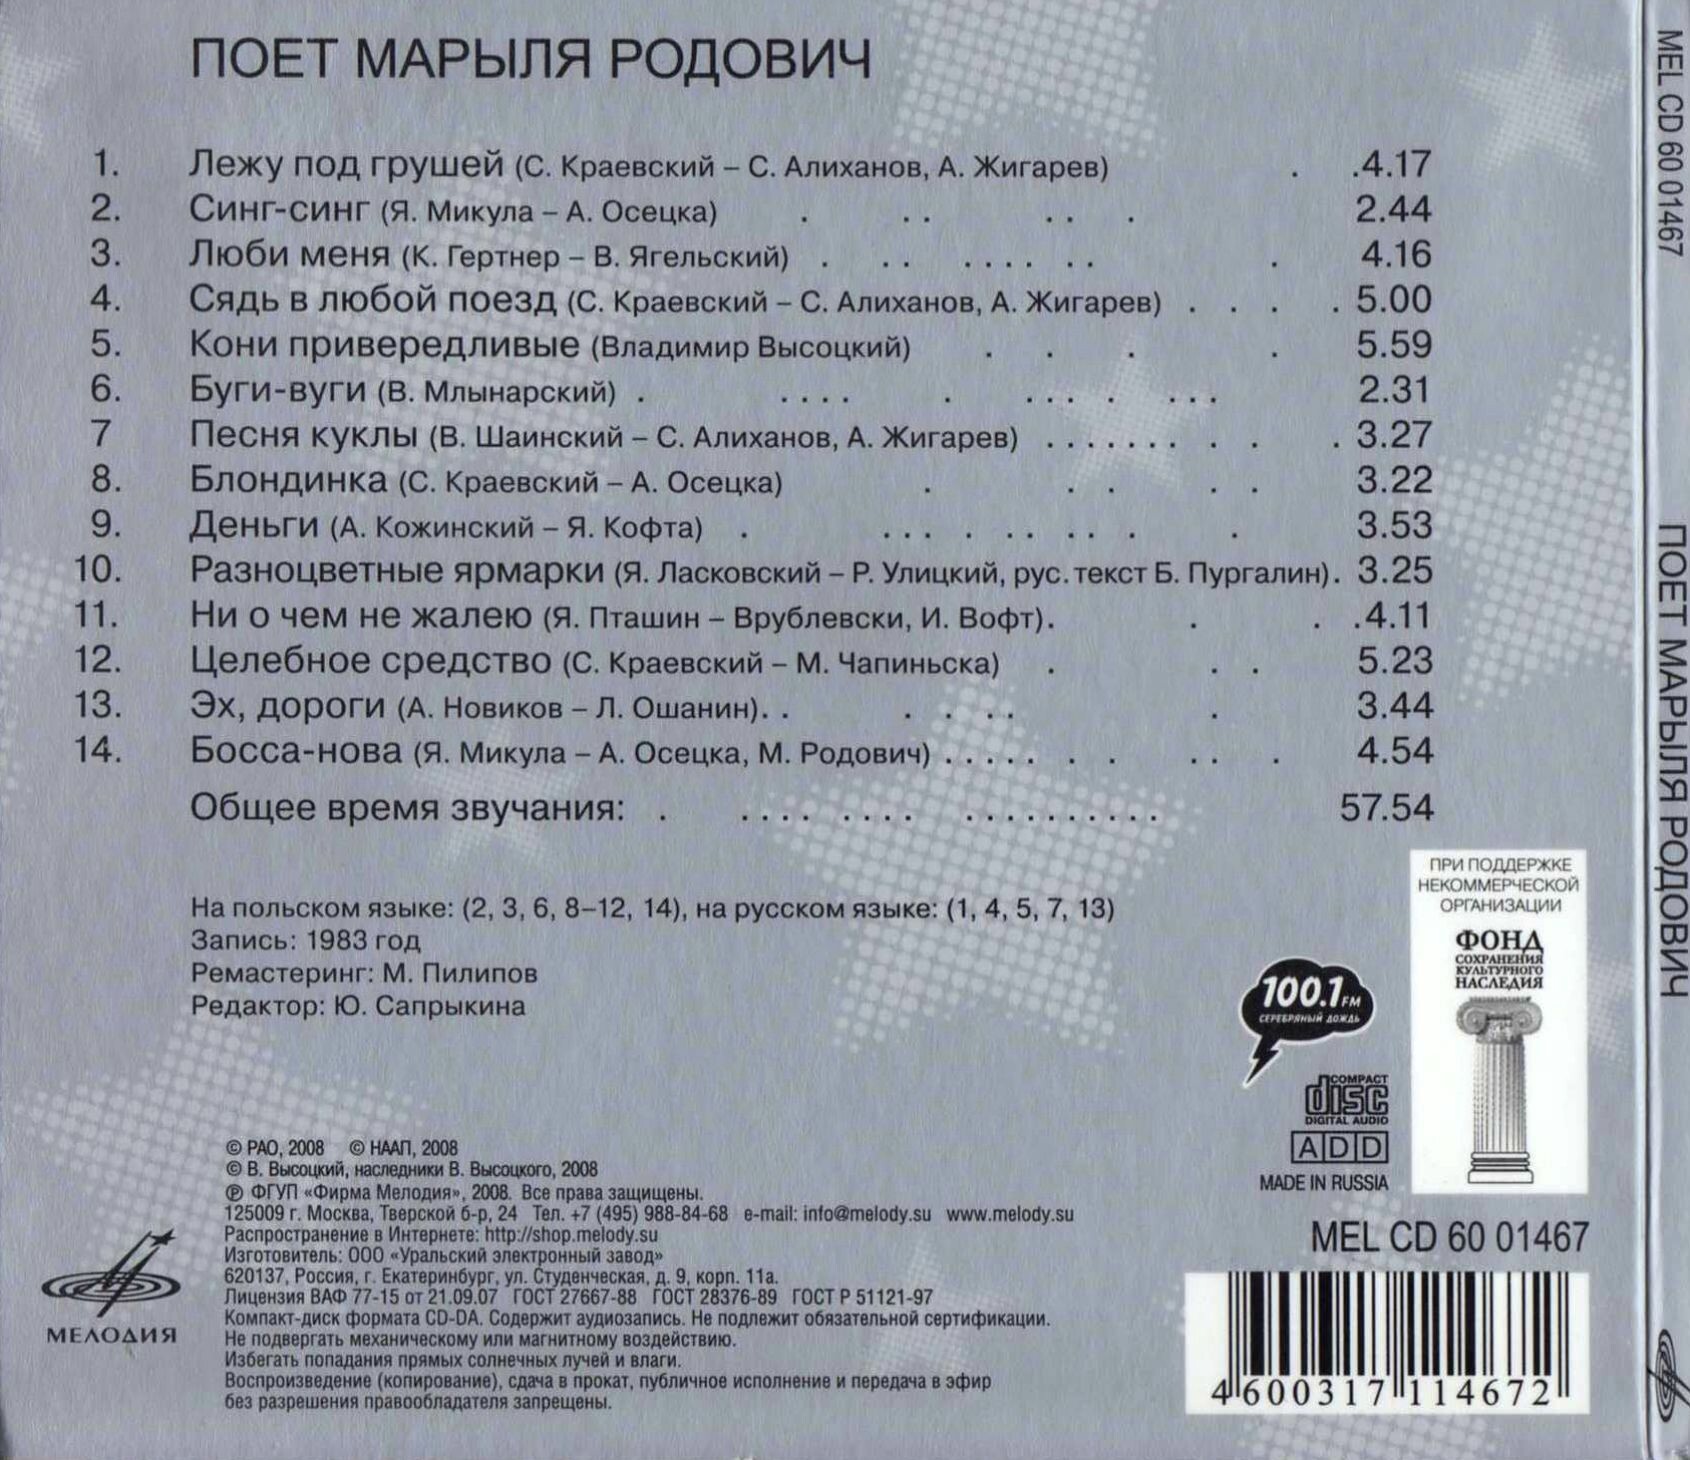 ПОЕТ МАРЫЛЯ РОДОВИЧ
1. Лежу под грушей (С. Краевский – С. Алиханов, А. Жигарев) . .4.17
2. Синг-синг (Я. Микула – А. Осецка) . . . . . . 2.44
3. Люби меня (К. Гертнер – В. Ягельский) . . . . . . . . . . 4.16
4. Сядь в любой поезд (С. Краевский – С. Алиханов, А. Жигарев) . . . . 5.00
5. Кони привередливые (Владимир Высоцкий) . . . . 5.59
6. Буги-вуги (В. Млынарский) . . . . . . . . . . . . . 2.31
7 Песня куклы (В. Шаинский – С. Алиханов, А. Жигарев) . . . . . . . . . . 3.27
8. Блондинка (С. Краевский – А. Осецка) . . . . . 3.22
9. Деньги (А. Кожинский – Я. Кофта) . . . . . . . . . . . 3.53
10. Разноцветные ярмарки (Я. Ласковский – Р. Улицкий, рус. текст Б. Пургалин). 3.25
11. Ни о чем не жалею (Я. Пташин – Врублевски, И. Вофт). . . .4.11
12. Целебное средство (С. Краевский – М. Чапиньска) . . . 5.23
13. Эх, дороги (А. Новиков – Л. Ошанин). . . . . . . 3.44
14. Босса-нова (Я. Микула – А. Осецка, М. Родович) . . . . . . . . . . 4.54
Общее время звучания: . . . . . . . . . . . . . . . . . . . 57.54
На польском языке: (2, 3, 6, 8–12, 14), на русском языке: (1, 4, 5, 7, 13)
Запись: 1983 год
Ремастеринг: М. Пилипов
Редактор: Ю. Сапрыкина
ПРИ ПОДДЕРЖКЕ
НЕКОММЕРЧЕСКОЙ
ОРГАНИЗАЦИИ
ФОНД
СОХРАНЕНИЯ
КУЛЬТУРНОГО
НАСЛЕДИЯ
100.1 FM
СЕРЕБРЯНЫЙ ДОЖДЬ
COMPACT
disc
DIGITAL AUDIO
A D D
MADE IN RUSSIA
© РАО, 2008 © НААП, 2008
© В. Высоцкий, наследники В. Высоцкого, 2008
℗ ФГУП «Фирма Мелодия», 2008. Все права защищены.
125009 г. Москва, Тверской б-р, 24 Тел. +7 (495) 988-84-68 e-mail: info@melody.su www.melody.su
Распространение в Интернете: http://shop.melody.su
Изготовитель: ООО «Уральский электронный завод»
620137, Россия, г. Екатеринбург, ул. Студенческая, д. 9, корп. 11а.
Лицензия ВАФ 77-15 от 21.09.07 ГОСТ 27667-88 ГОСТ 28376-89 ГОСТ Р 51121-97
Компакт-диск формата CD-DA. Содержит аудиозапись. Не подлежит обязательной сертификации.
Не подвергать механическому или магнитному воздействию.
Избегать попадания прямых солнечных лучей и влаги.
Воспроизведение (копирование), сдача в прокат, публичное исполнение и передача в эфир
без разрешения правообладателя запрещены.
МЕЛОДИЯ
MEL CD 60 01467
4 600317 114672
MEL CD 60 01467
ПОЕТ МАРЫЛЯ РОДОВИЧ